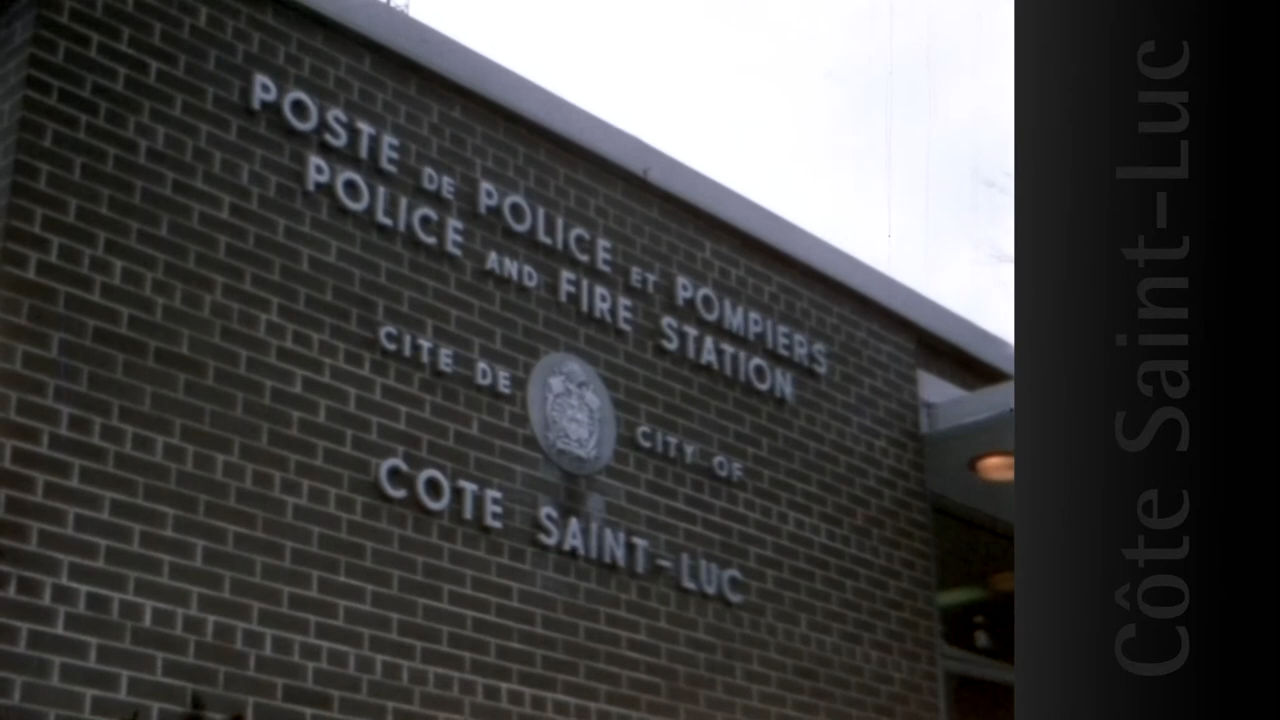 POSTE DE POLICE ET POMPIERS
POLICE AND FIRE STATION
CITE DE
CITY OF
COTE SAINT-LUC
Côte Saint-Luc